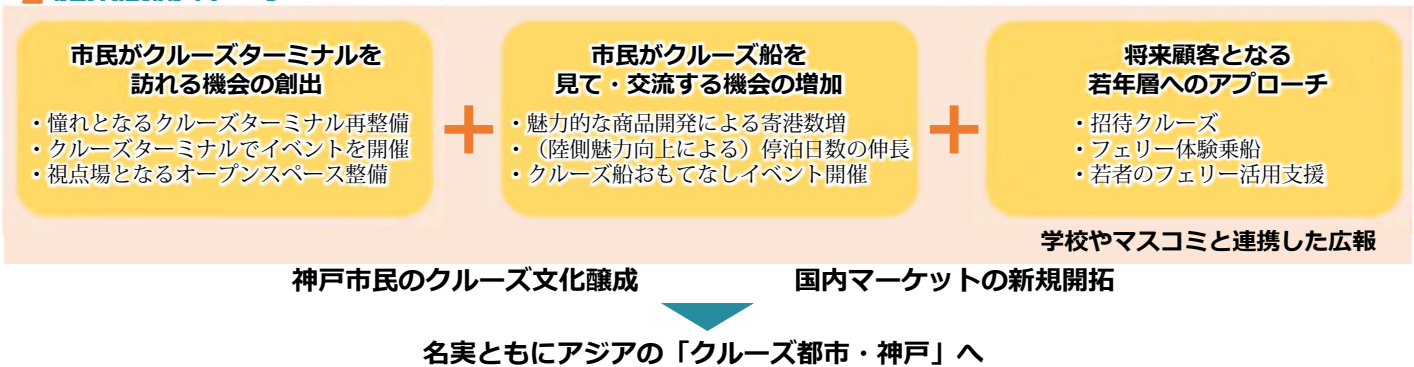 市民がクルーズターミナルを
訪れる機会の創出
・憧れとなるクルーズターミナル再整備
・クルーズターミナルでイベントを開催
・視点場となるオープンスペース整備
＋
市民がクルーズ船を
見て・交流する機会の増加
・魅力的な商品開発による寄港数増
・（陸側魅力向上による）停泊日数の伸長
・クルーズ船おもてなしイベント開催
＋
将来顧客となる
若年層へのアプローチ
・招待クルーズ
・フェリー体験乗船
・若者のフェリー活用支援
学校やマスコミと連携した広報
神戸市民のクルーズ文化醸成
国内マーケットの新規開拓
名実ともにアジアの「クルーズ都市・神戸」へ